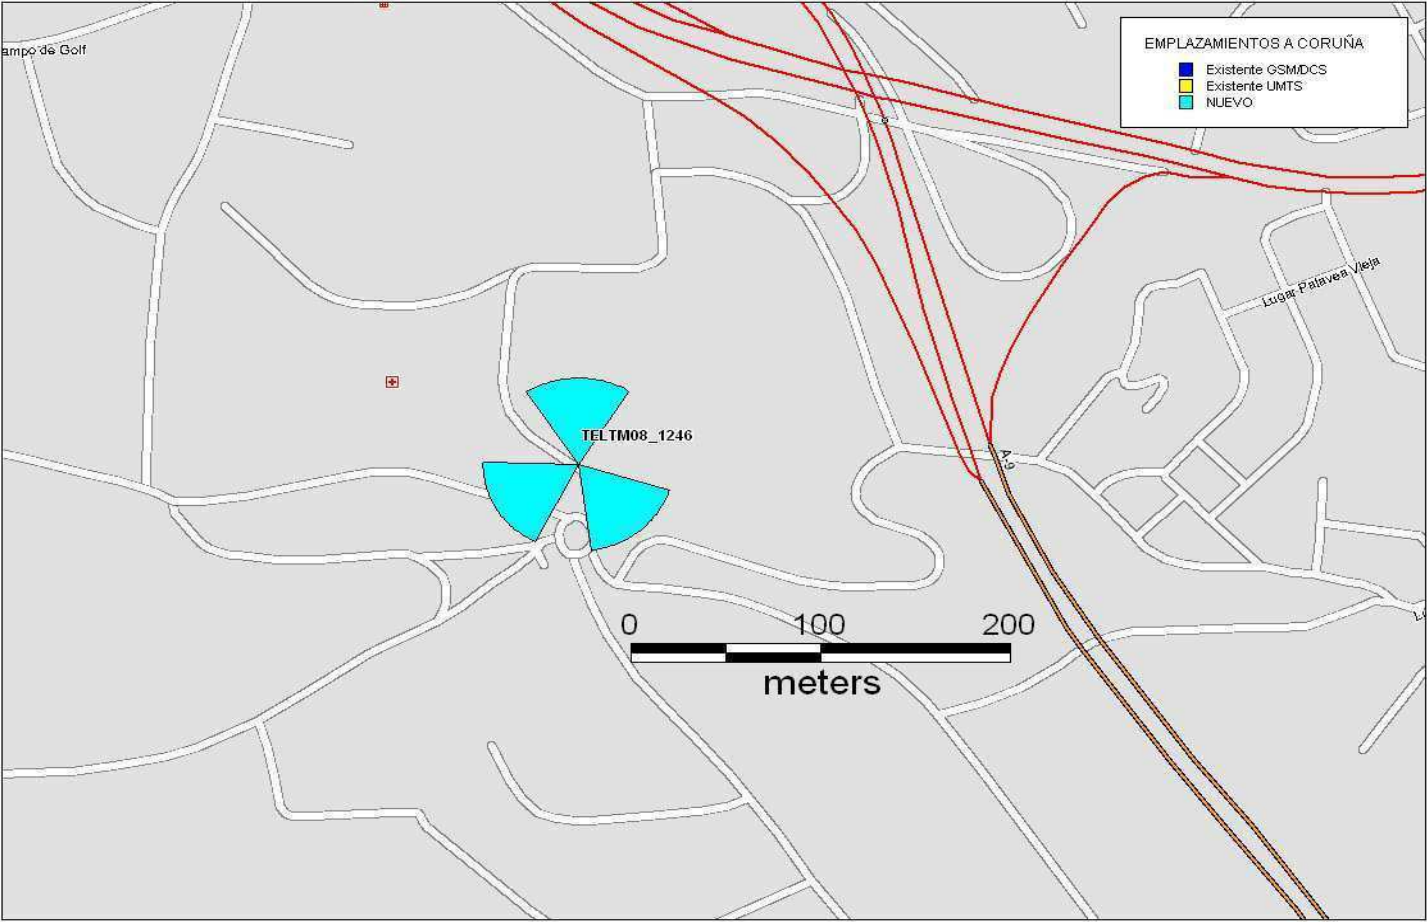 ampo de Golf
EMPLAZAMIENTOS A CORUÑA
Existente GSM/DCS
Existente UMTS
NUEVO
Lugar Palavea Vieja
TELTM08_1246
A-9
0 100 200
meters